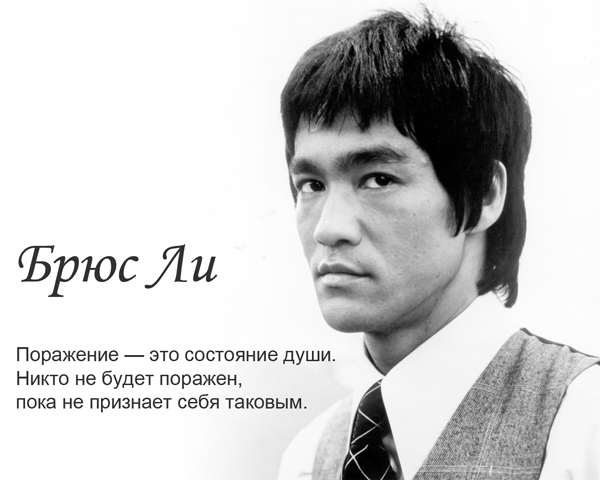 Брюс Ли
Поражение — это состояние души.
Никто не будет поражен,
пока не признает себя таковым.